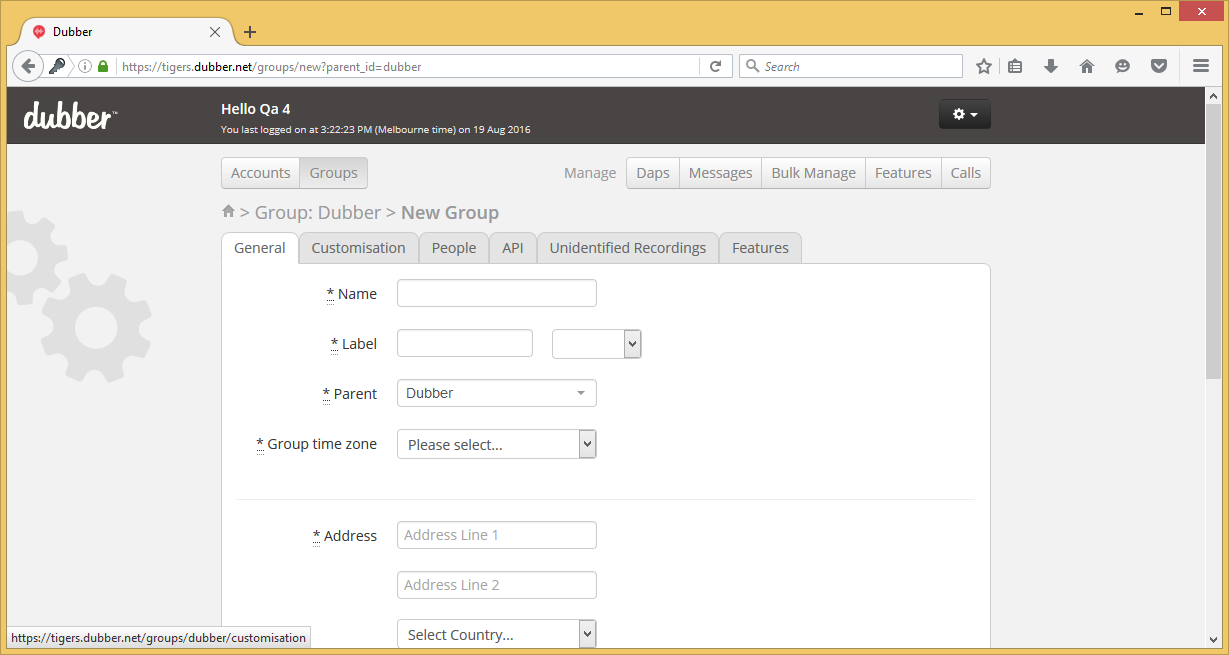 Dubber
https://tigers.dubber.net/groups/new?parent_id=dubber
Search
dubber™
Hello Qa 4
You last logged on at 3:22:23 PM (Melbourne time) on 19 Aug 2016
Accounts Groups Manage Daps Messages Bulk Manage Features Calls
> Group: Dubber > New Group
General Customisation People API Unidentified Recordings Features
* Name
* Label
* Parent Dubber
* Group time zone Please select...
* Address Address Line 1
Address Line 2
Select Country...
https://tigers.dubber.net/groups/dubber/customisation